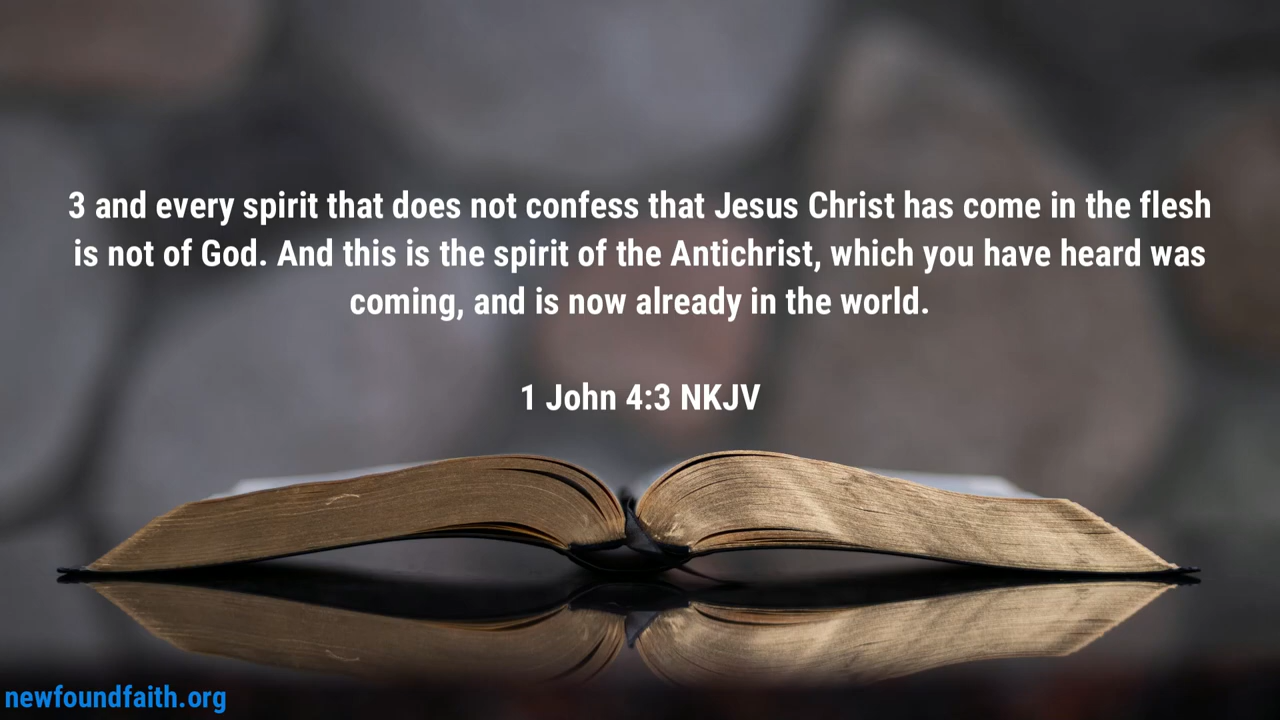 3 and every spirit that does not confess that Jesus Christ has come in the flesh
is not of God. And this is the spirit of the Antichrist, which you have heard was
coming, and is now already in the world.
1 John 4:3 NKJV
newfoundfaith.org